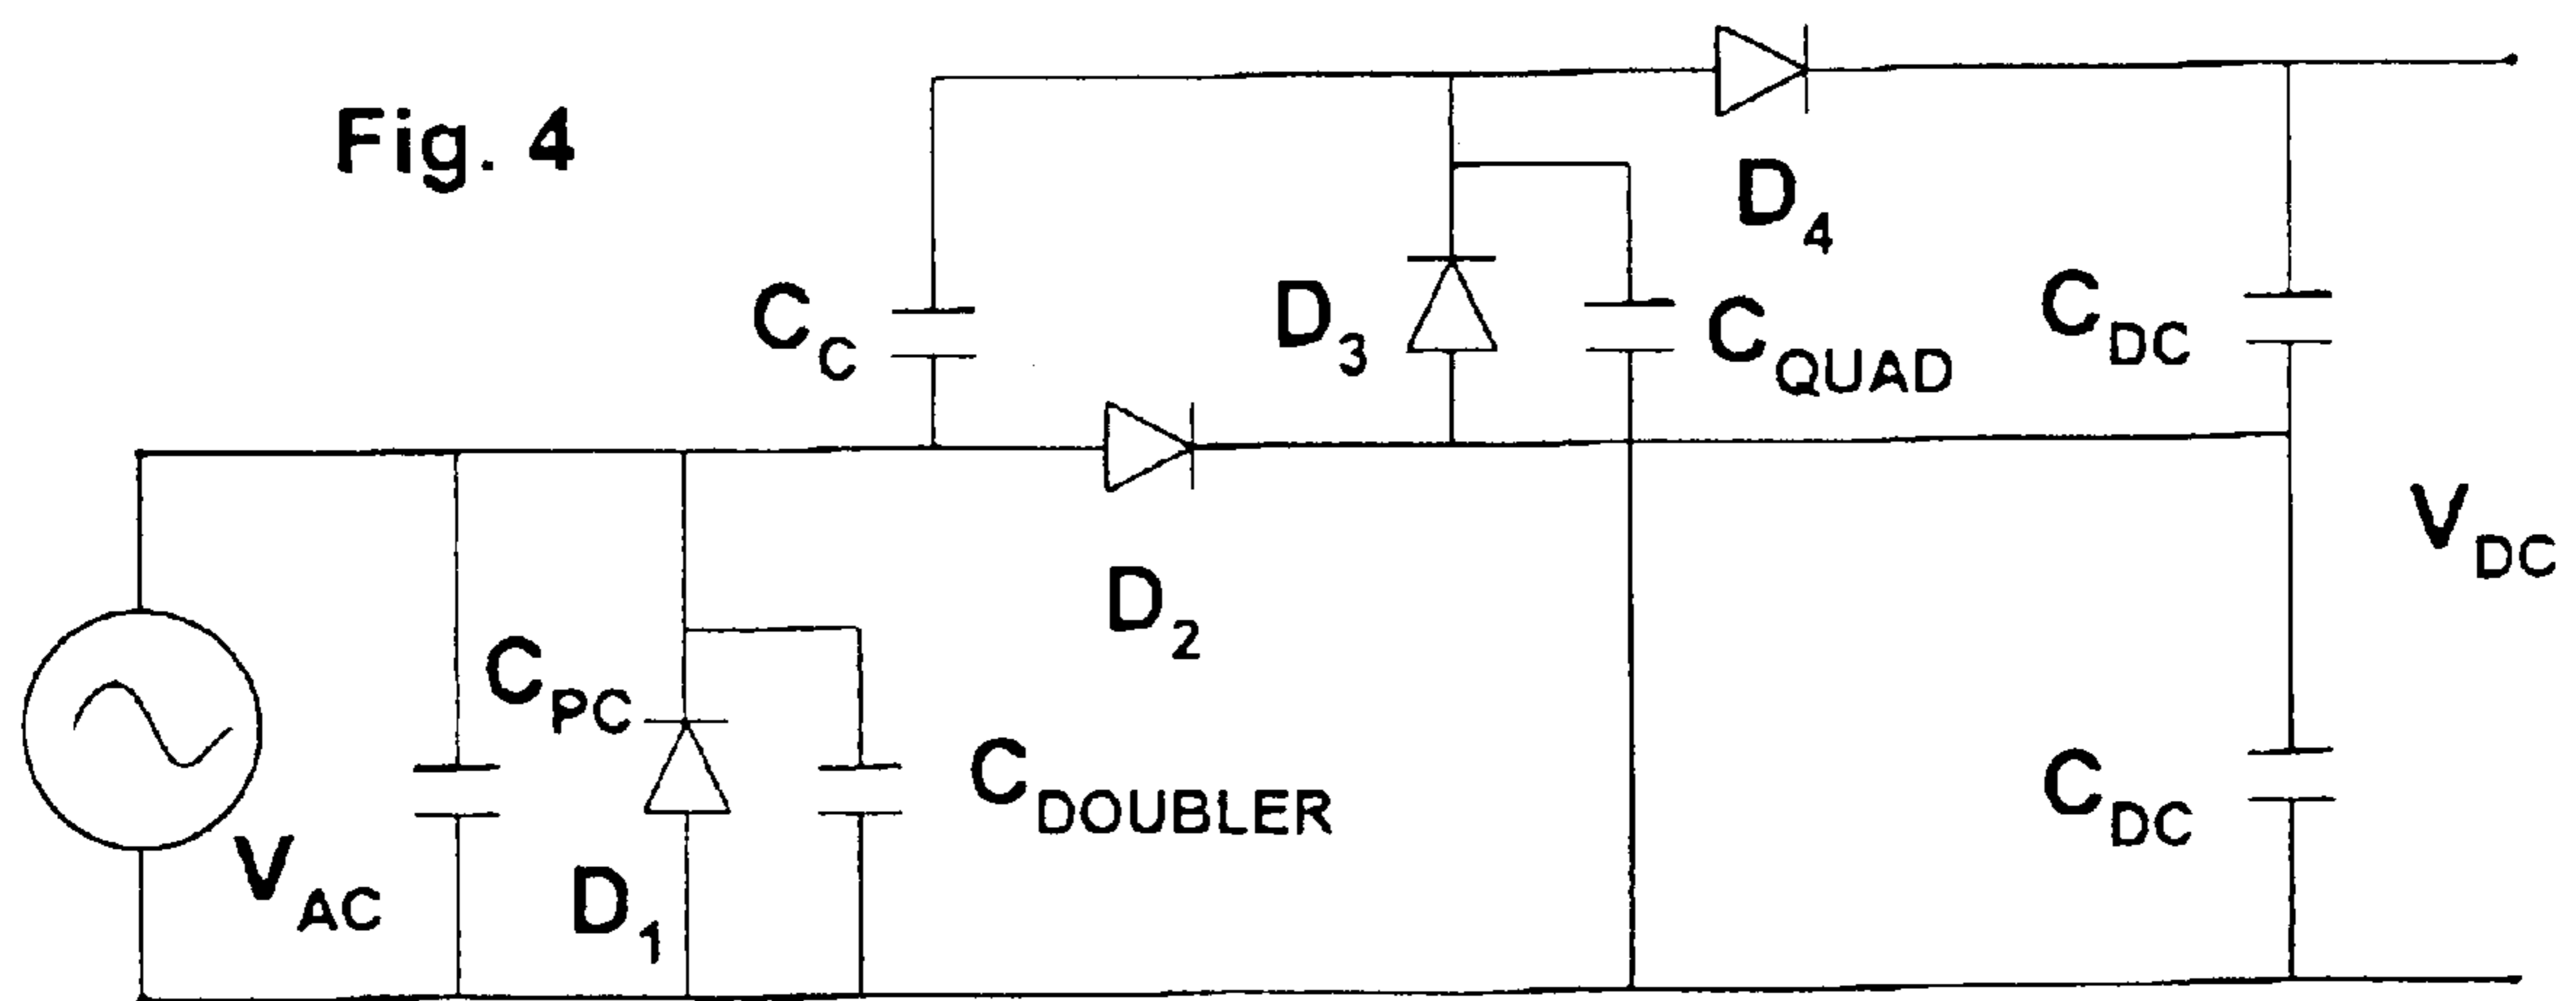 Fig. 4
D4
CC
D3
CQUAD
CDC
D2
VDC
CPC
CDOUBLER
CDC
VAC
D1